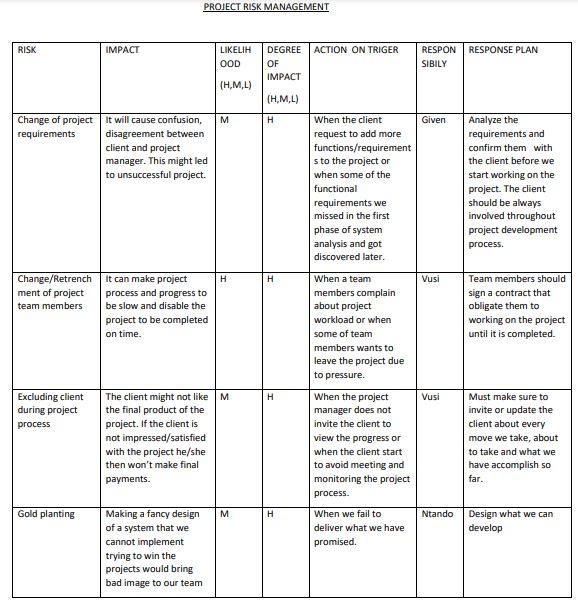 PROJECT RISK MANAGEMENT
RISK
IMPACT
LIKELIH
OOD
(H,M,L)
DEGREE
OF
IMPACT
(H,M,L)
ACTION ON TRIGER
RESPON
SIBILY
RESPONSE PLAN
Change of project
requirements
It will cause confusion,
disagreement between
client and project
manager. This might led
to unsuccessful project.
M
H
When the client
request to add more
functions/requirement
s to the project or
when some of the
functional
requirements we
missed in the first
phase of system
analysis and got
discovered later.
Given
Analyze the
requirements and
confirm them with
the client before we
start working on the
project. The client
should be always
involved throughout
project development
process.
Change/Retrench
ment of project
team members
It can make project
process and progress to
be slow and disable the
project to be completed
on time.
H
H
When a team
members complain
about project
workload or when
some of team
members wants to
leave the project due
to pressure.
Vusi
Team members should
sign a contract that
obligate them to
working on the project
until it is completed.
Excluding client
during project
process
The client might not like
the final product of the
project. If the client is
not impressed/satisfied
with the project he/she
then won't make final
payments.
M
H
When the project
manager does not
invite the client to
view the progress or
when the client start
to avoid meeting and
monitoring the project
process.
Vusi
Must make sure to
invite or update the
client about every
move we take, about
to take and what we
have accomplish so
far.
Gold planting
Making a fancy design
of a system that we
cannot implement
trying to win the
projects would bring
bad image to our team
M
H
When we fail to
deliver what we have
promised.
Ntando
Design what we can
develop